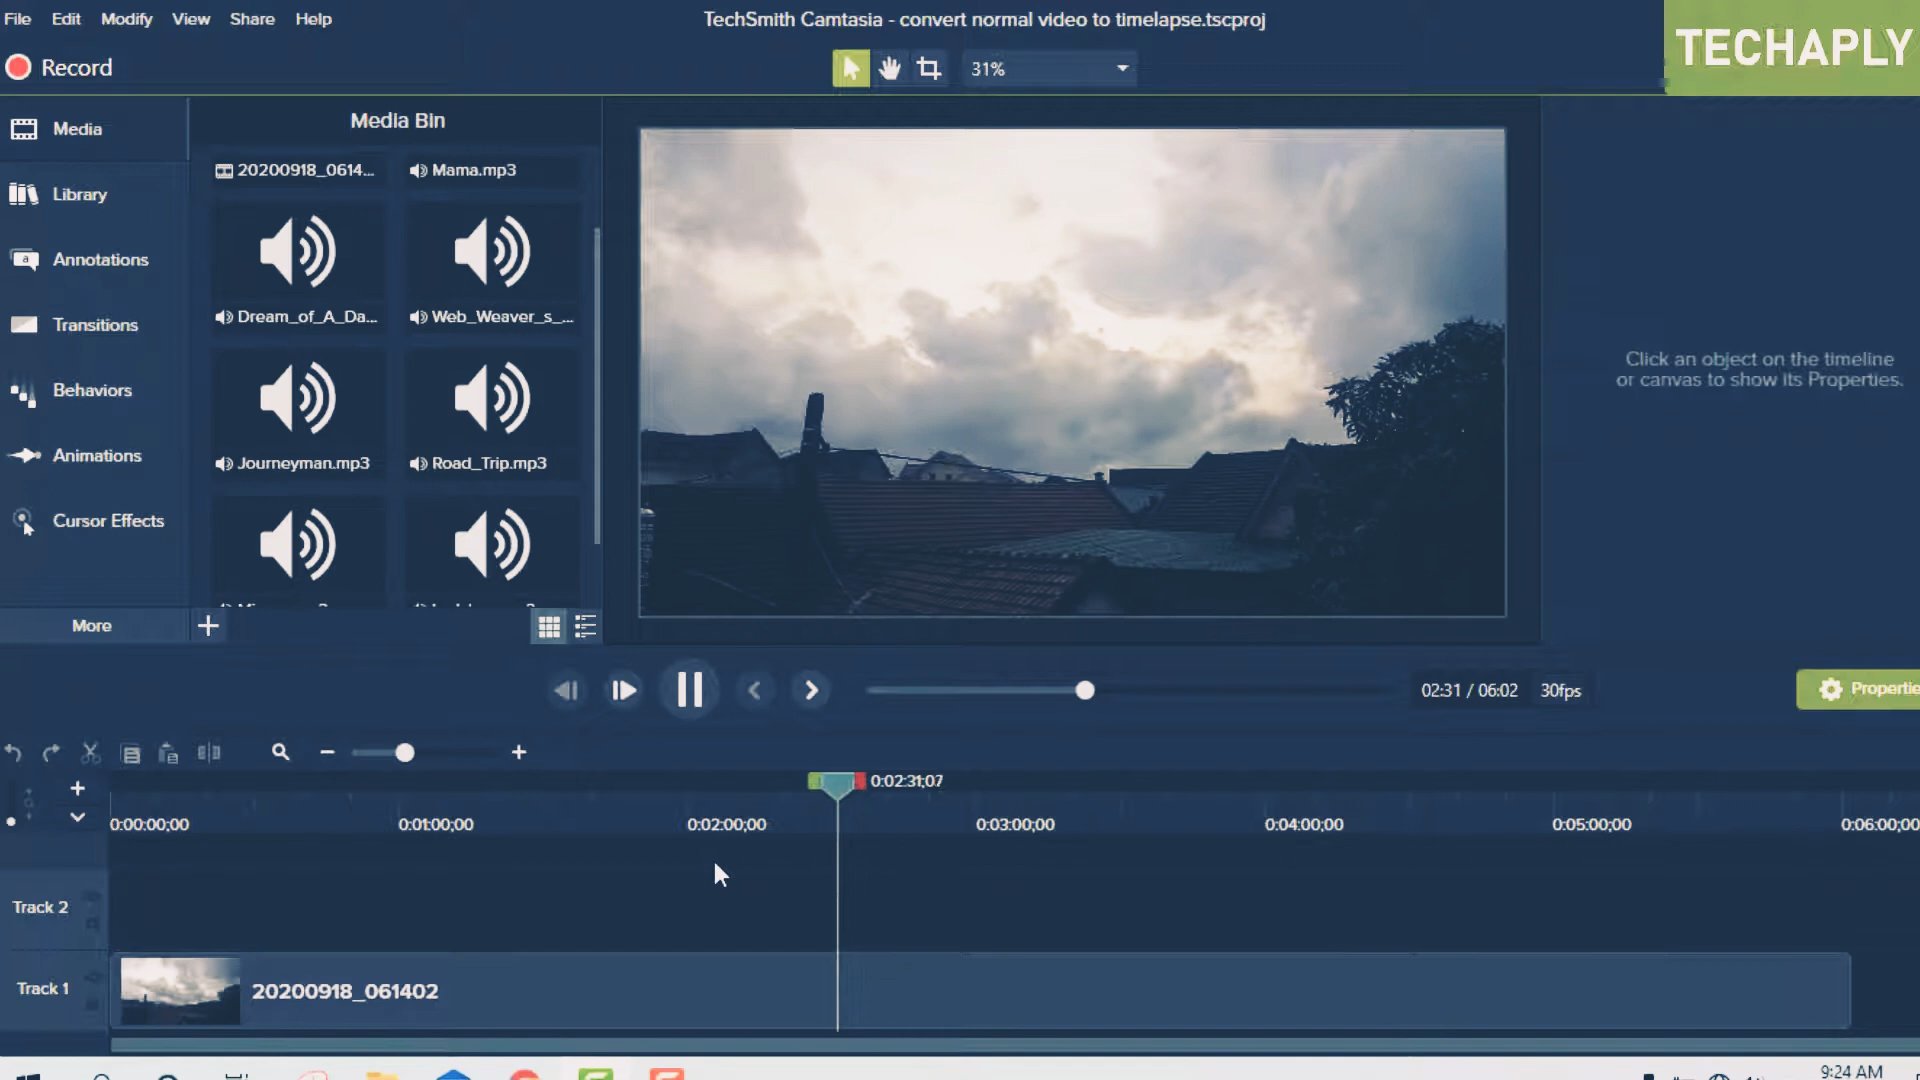 File Edit Modify View Share Help
TechSmith Camtasia - convert normal video to timelapse.tscproj
TECHAPLY
Record
31%
Media
Library
Annotations
Transitions
Behaviors
Animations
Cursor Effects
More
Media Bin
20200918_0614...
Mama.mp3
Dream_of_A_Da...
Web_Weaver_s_...
Journeyman.mp3
Road_Trip.mp3
Click an object on the timeline
or canvas to show its Properties.
02:31 / 06:02
30fps
Propertie
0:02:31;07
0:00:00;00
0:01:00;00
0:02:00;00
0:03:00;00
0:04:00;00
0:05:00;00
0:06:00;00
Track 2
Track 1
20200918_061402
9:24 AM